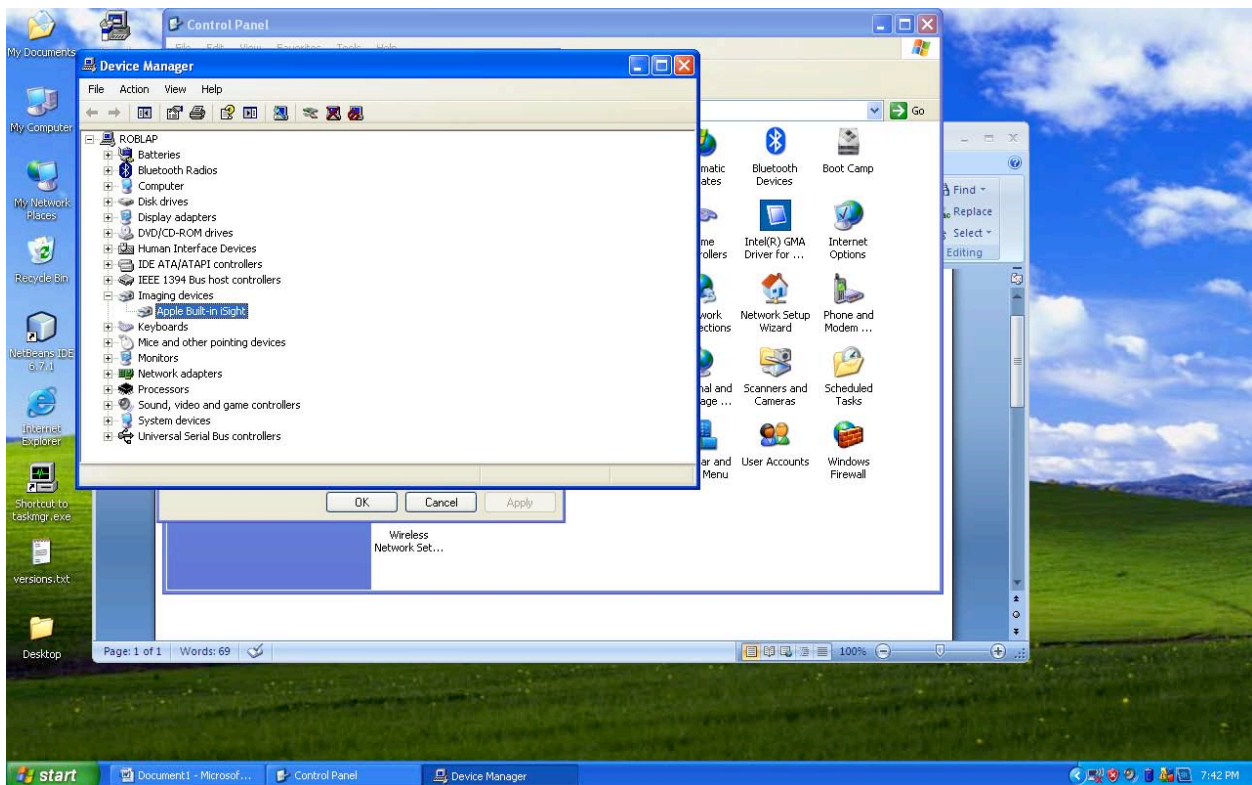 My Documents
My Computer
My Network
Places
Recycle Bin
NetBeans IDE
6.7.1
Internet
Explorer
Shortcut to
taskmgr.exe
versions.txt
Desktop
Control Panel
File Edit View Favorites Tools Help
Go
Device Manager
File Action View Help
ROBLAP
Batteries
Bluetooth Radios
Computer
Disk drives
Display adapters
DVD/CD-ROM drives
Human Interface Devices
IDE ATA/ATAPI controllers
IEEE 1394 Bus host controllers
Imaging devices
Apple Built-in iSight
Keyboards
Mice and other pointing devices
Monitors
Network adapters
Processors
Sound, video and game controllers
System devices
Universal Serial Bus controllers
OK Cancel Apply
Bluetooth
Devices
Boot Camp
Intel(R) GMA
Driver for ...
Internet
Options
Network Setup
Wizard
Phone and
Modem ...
Scanners and
Cameras
Scheduled
Tasks
User Accounts
Windows
Firewall
Menu
Wireless
Network Set...
Find
Replace
Select
Editing
Page: 1 of 1 Words: 69
100%
start
Document1 - Microsof...
Control Panel
Device Manager
7:42 PM